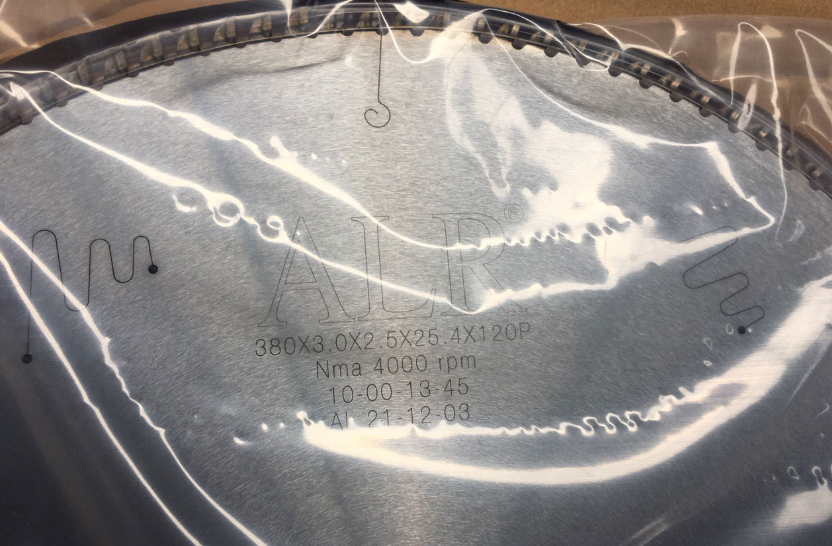 ALR®
380X3.0X2.5X25.4X120P
Nma 4000 rpm
10-00-13-45
AL 21-12-03